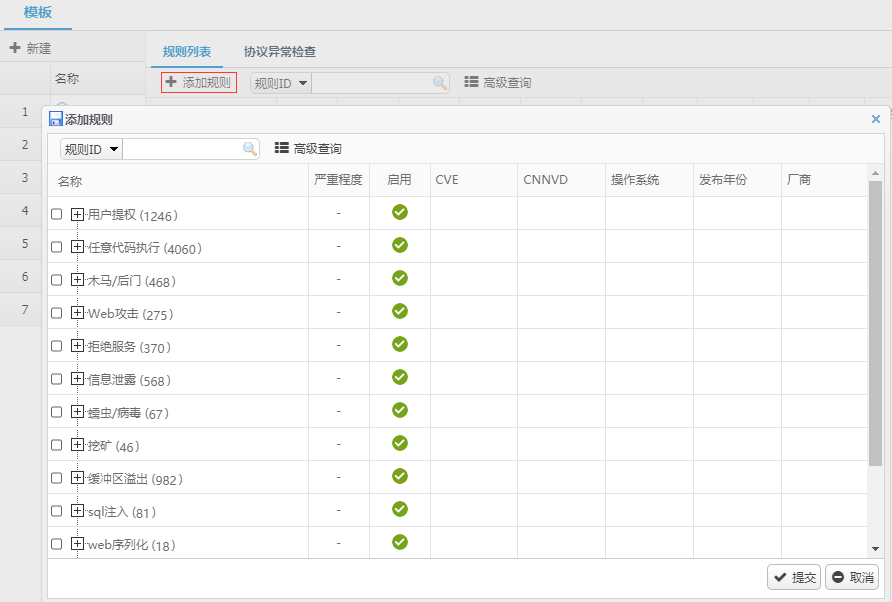 模板
新建
规则列表 协议异常检查
名称
添加规则 规则ID 高级查询
1
添加规则
2
规则ID 高级查询
3
名称 严重程度 启用 CVE CNNVD 操作系统 发布年份 厂商
4
用户提权 (1246) -
5
任意代码执行 (4060) -
6
木马/后门 (468) -
7
Web攻击 (275) -
拒绝服务 (370) -
信息泄露 (568) -
蠕虫/病毒 (67) -
挖矿 (46) -
缓冲区溢出 (982) -
sql注入 (81) -
web序列化 (18) -
提交 取消